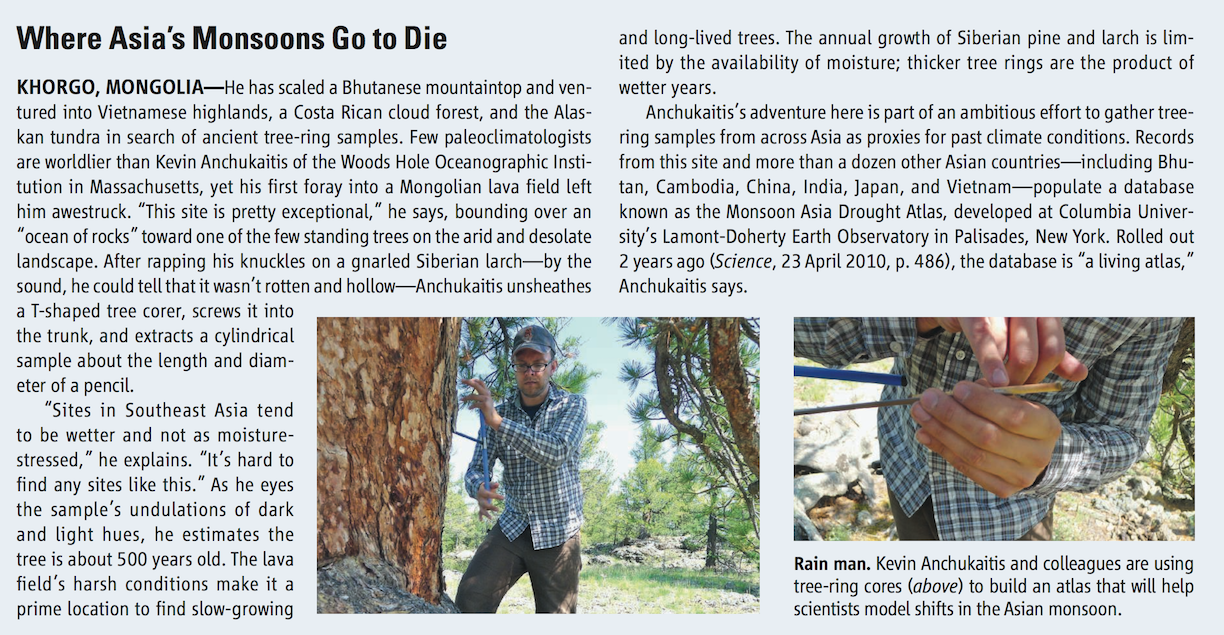 Where Asia's Monsoons Go to Die
KHORGO, MONGOLIA—He has scaled a Bhutanese mountaintop and ven-
tured into Vietnamese highlands, a Costa Rican cloud forest, and the Alas-
kan tundra in search of ancient tree-ring samples. Few paleoclimatologists
are worldlier than Kevin Anchukaitis of the Woods Hole Oceanographic Insti-
tution in Massachusetts, yet his first foray into a Mongolian lava field left
him awestruck. “This site is pretty exceptional,” he says, bounding over an
“ocean of rocks” toward one of the few standing trees on the arid and desolate
landscape. After rapping his knuckles on a gnarled Siberian larch—by the
sound, he could tell that it wasn't rotten and hollow—Anchukaitis unsheathes
a T-shaped tree corer, screws it into
the trunk, and extracts a cylindrical
sample about the length and diam-
eter of a pencil.
“Sites in Southeast Asia tend
to be wetter and not as moisture-
stressed,” he explains. “It's hard to
find any sites like this.” As he eyes
the sample's undulations of dark
and light hues, he estimates the
tree is about 500 years old. The lava
field's harsh conditions make it a
prime location to find slow-growing
and long-lived trees. The annual growth of Siberian pine and larch is lim-
ited by the availability of moisture; thicker tree rings are the product of
wetter years.
Anchukaitis's adventure here is part of an ambitious effort to gather tree-
ring samples from across Asia as proxies for past climate conditions. Records
from this site and more than a dozen other Asian countries—including Bhu-
tan, Cambodia, China, India, Japan, and Vietnam—populate a database
known as the Monsoon Asia Drought Atlas, developed at Columbia Univer-
sity's Lamont-Doherty Earth Observatory in Palisades, New York. Rolled out
2 years ago (Science, 23 April 2010, p. 486), the database is “a living atlas,”
Anchukaitis says.
Rain man. Kevin Anchukaitis and colleagues are using
tree-ring cores (above) to build an atlas that will help
scientists model shifts in the Asian monsoon.